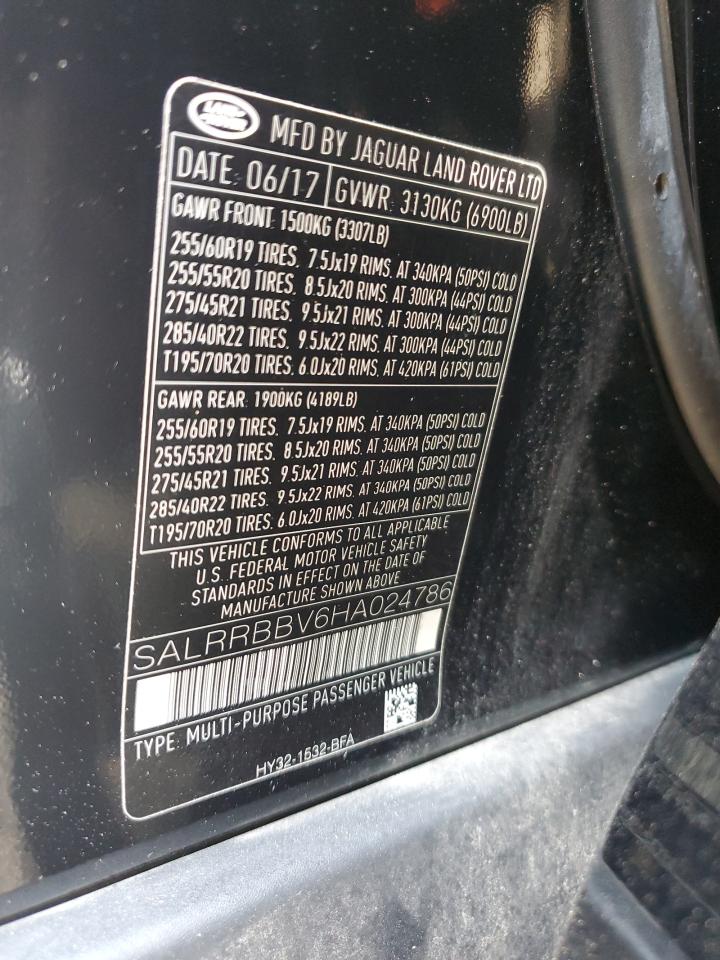 LAND ROVER
MFD BY JAGUAR LAND ROVER LTD
DATE: 06/17 GVWR: 3130KG (6900LB)
GAWR FRONT 1500KG (3307LB)
255/60R19 TIRES, 7.5Jx19 RIMS, AT 340KPA (50PSI) COLD
255/55R20 TIRES, 8.5Jx20 RIMS, AT 300KPA (44PSI) COLD
275/45R21 TIRES, 9.5Jx21 RIMS, AT 300KPA (44PSI) COLD
285/40R22 TIRES, 9.5Jx22 RIMS, AT 300KPA (44PSI) COLD
T195/70R20 TIRES, 6.0Jx20 RIMS, AT 420KPA (61PSI) COLD
GAWR REAR: 1900KG (4189LB)
255/60R19 TIRES, 7.5Jx19 RIMS, AT 340KPA (50PSI) COLD
255/55R20 TIRES, 8.5Jx20 RIMS, AT 340KPA (50PSI) COLD
275/45R21 TIRES, 9.5Jx21 RIMS, AT 340KPA (50PSI) COLD
285/40R22 TIRES, 9.5Jx22 RIMS, AT 340KPA (50PSI) COLD
T195/70R20 TIRES, 6.0Jx20 RIMS, AT 420KPA (61PSI) COLD
THIS VEHICLE CONFORMS TO ALL APPLICABLE
U.S. FEDERAL MOTOR VEHICLE SAFETY
STANDARDS IN EFFECT ON THE DATE OF
MANUFACTURE SHOWN ABOVE
SALRRBBV6HA024786
TYPE: MULTI-PURPOSE PASSENGER VEHICLE
HY32-1532-BFA